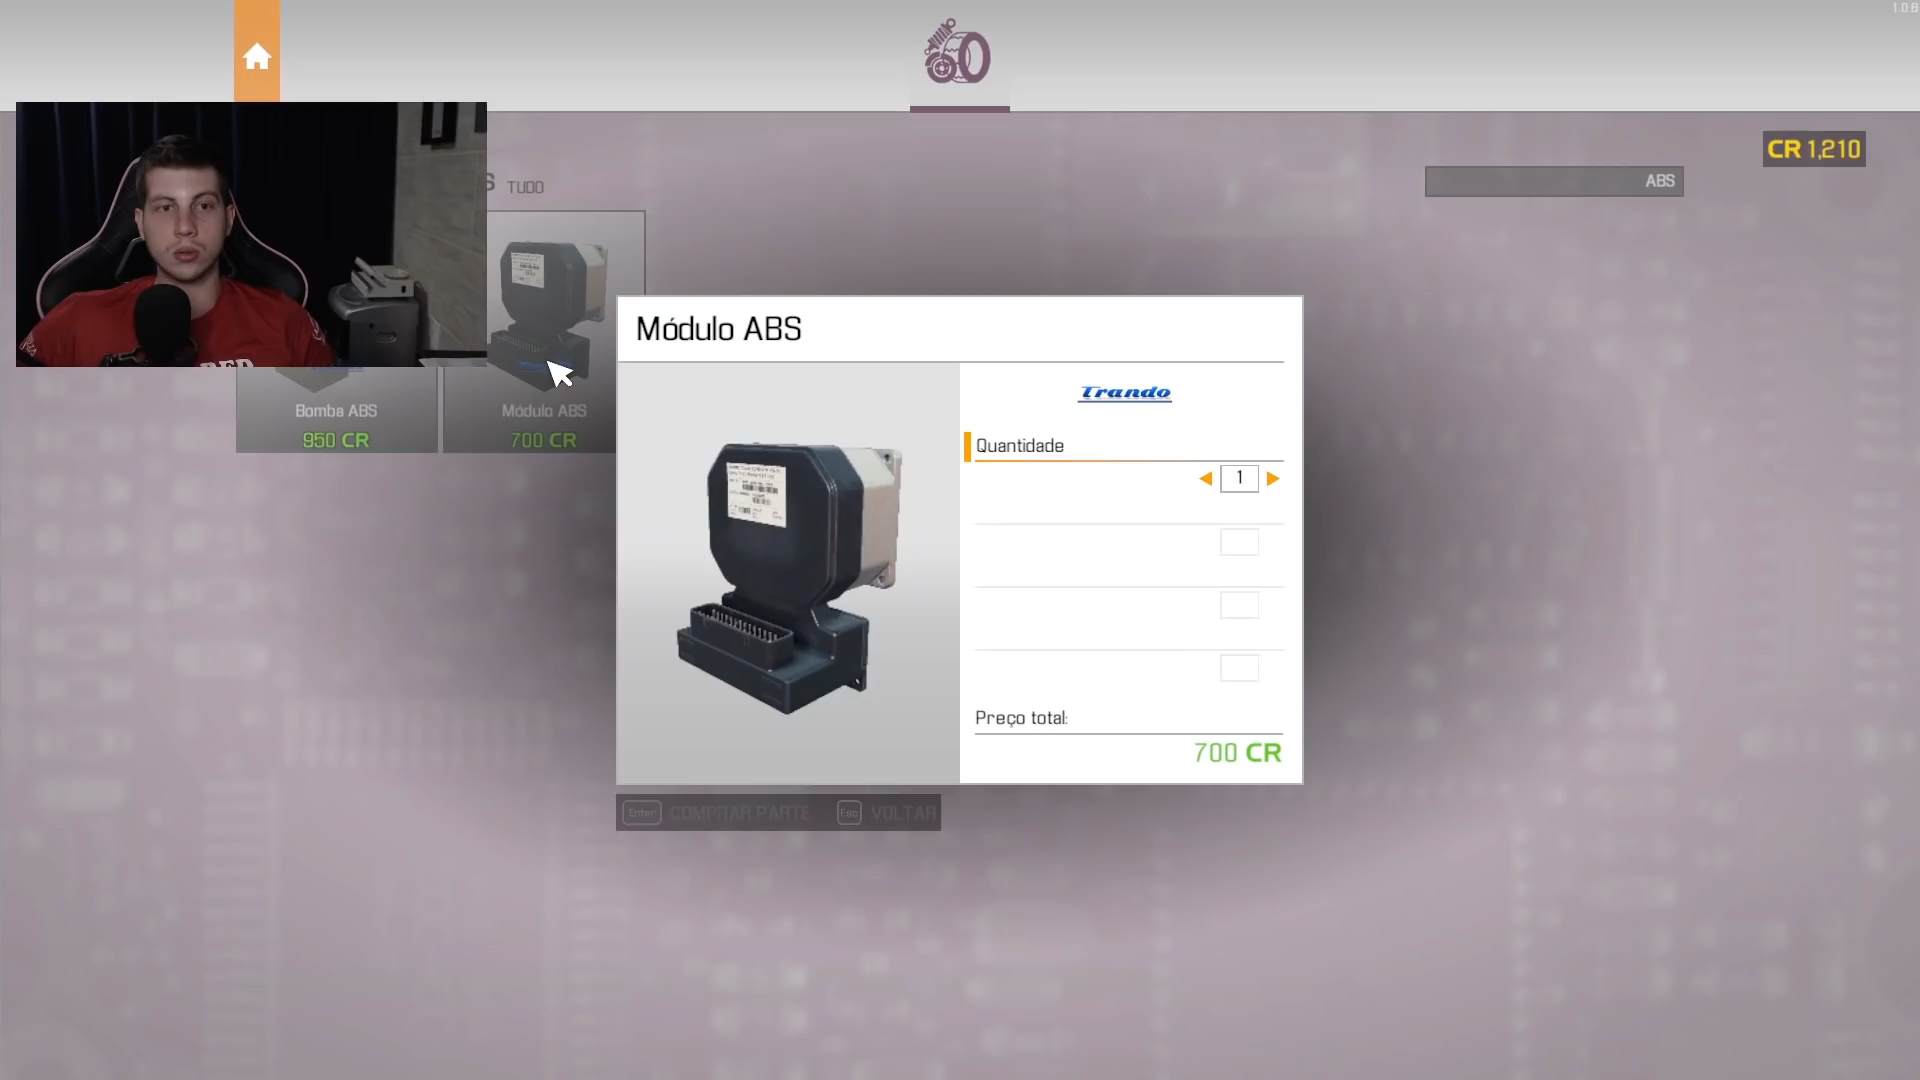 1.0.6
CR 1,210
S TUDO
ABS
Módulo ABS
Trando
Quantidade
1
Bomba ABS
950 CR
Módulo ABS
700 CR
Preço total:
700 CR
Enter COMPRAR PARTE Esc VOLTAR